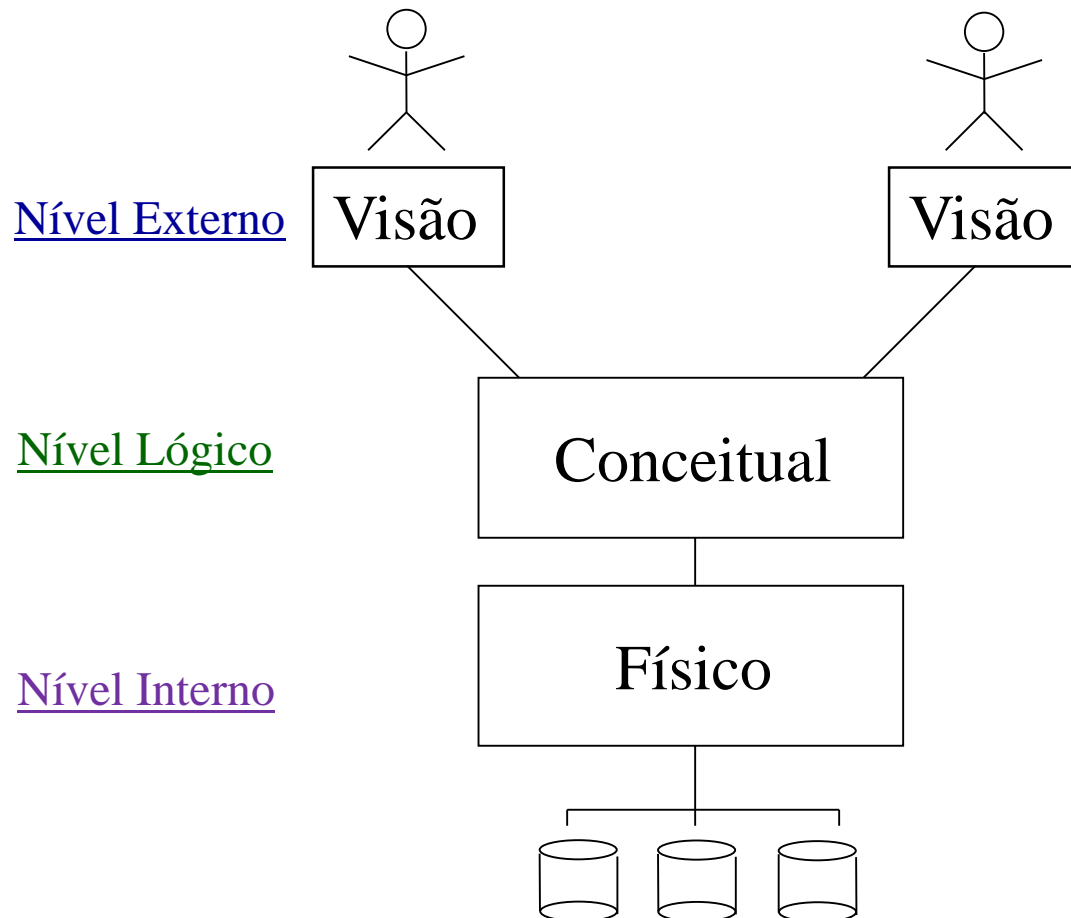 Nível Externo
Visão
Visão
Nível Lógico
Conceitual
Nível Interno
Físico